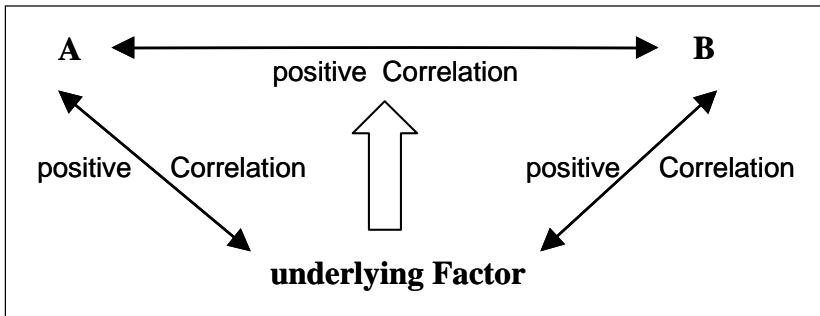 A B
positive Correlation
positive Correlation positive Correlation
underlying Factor